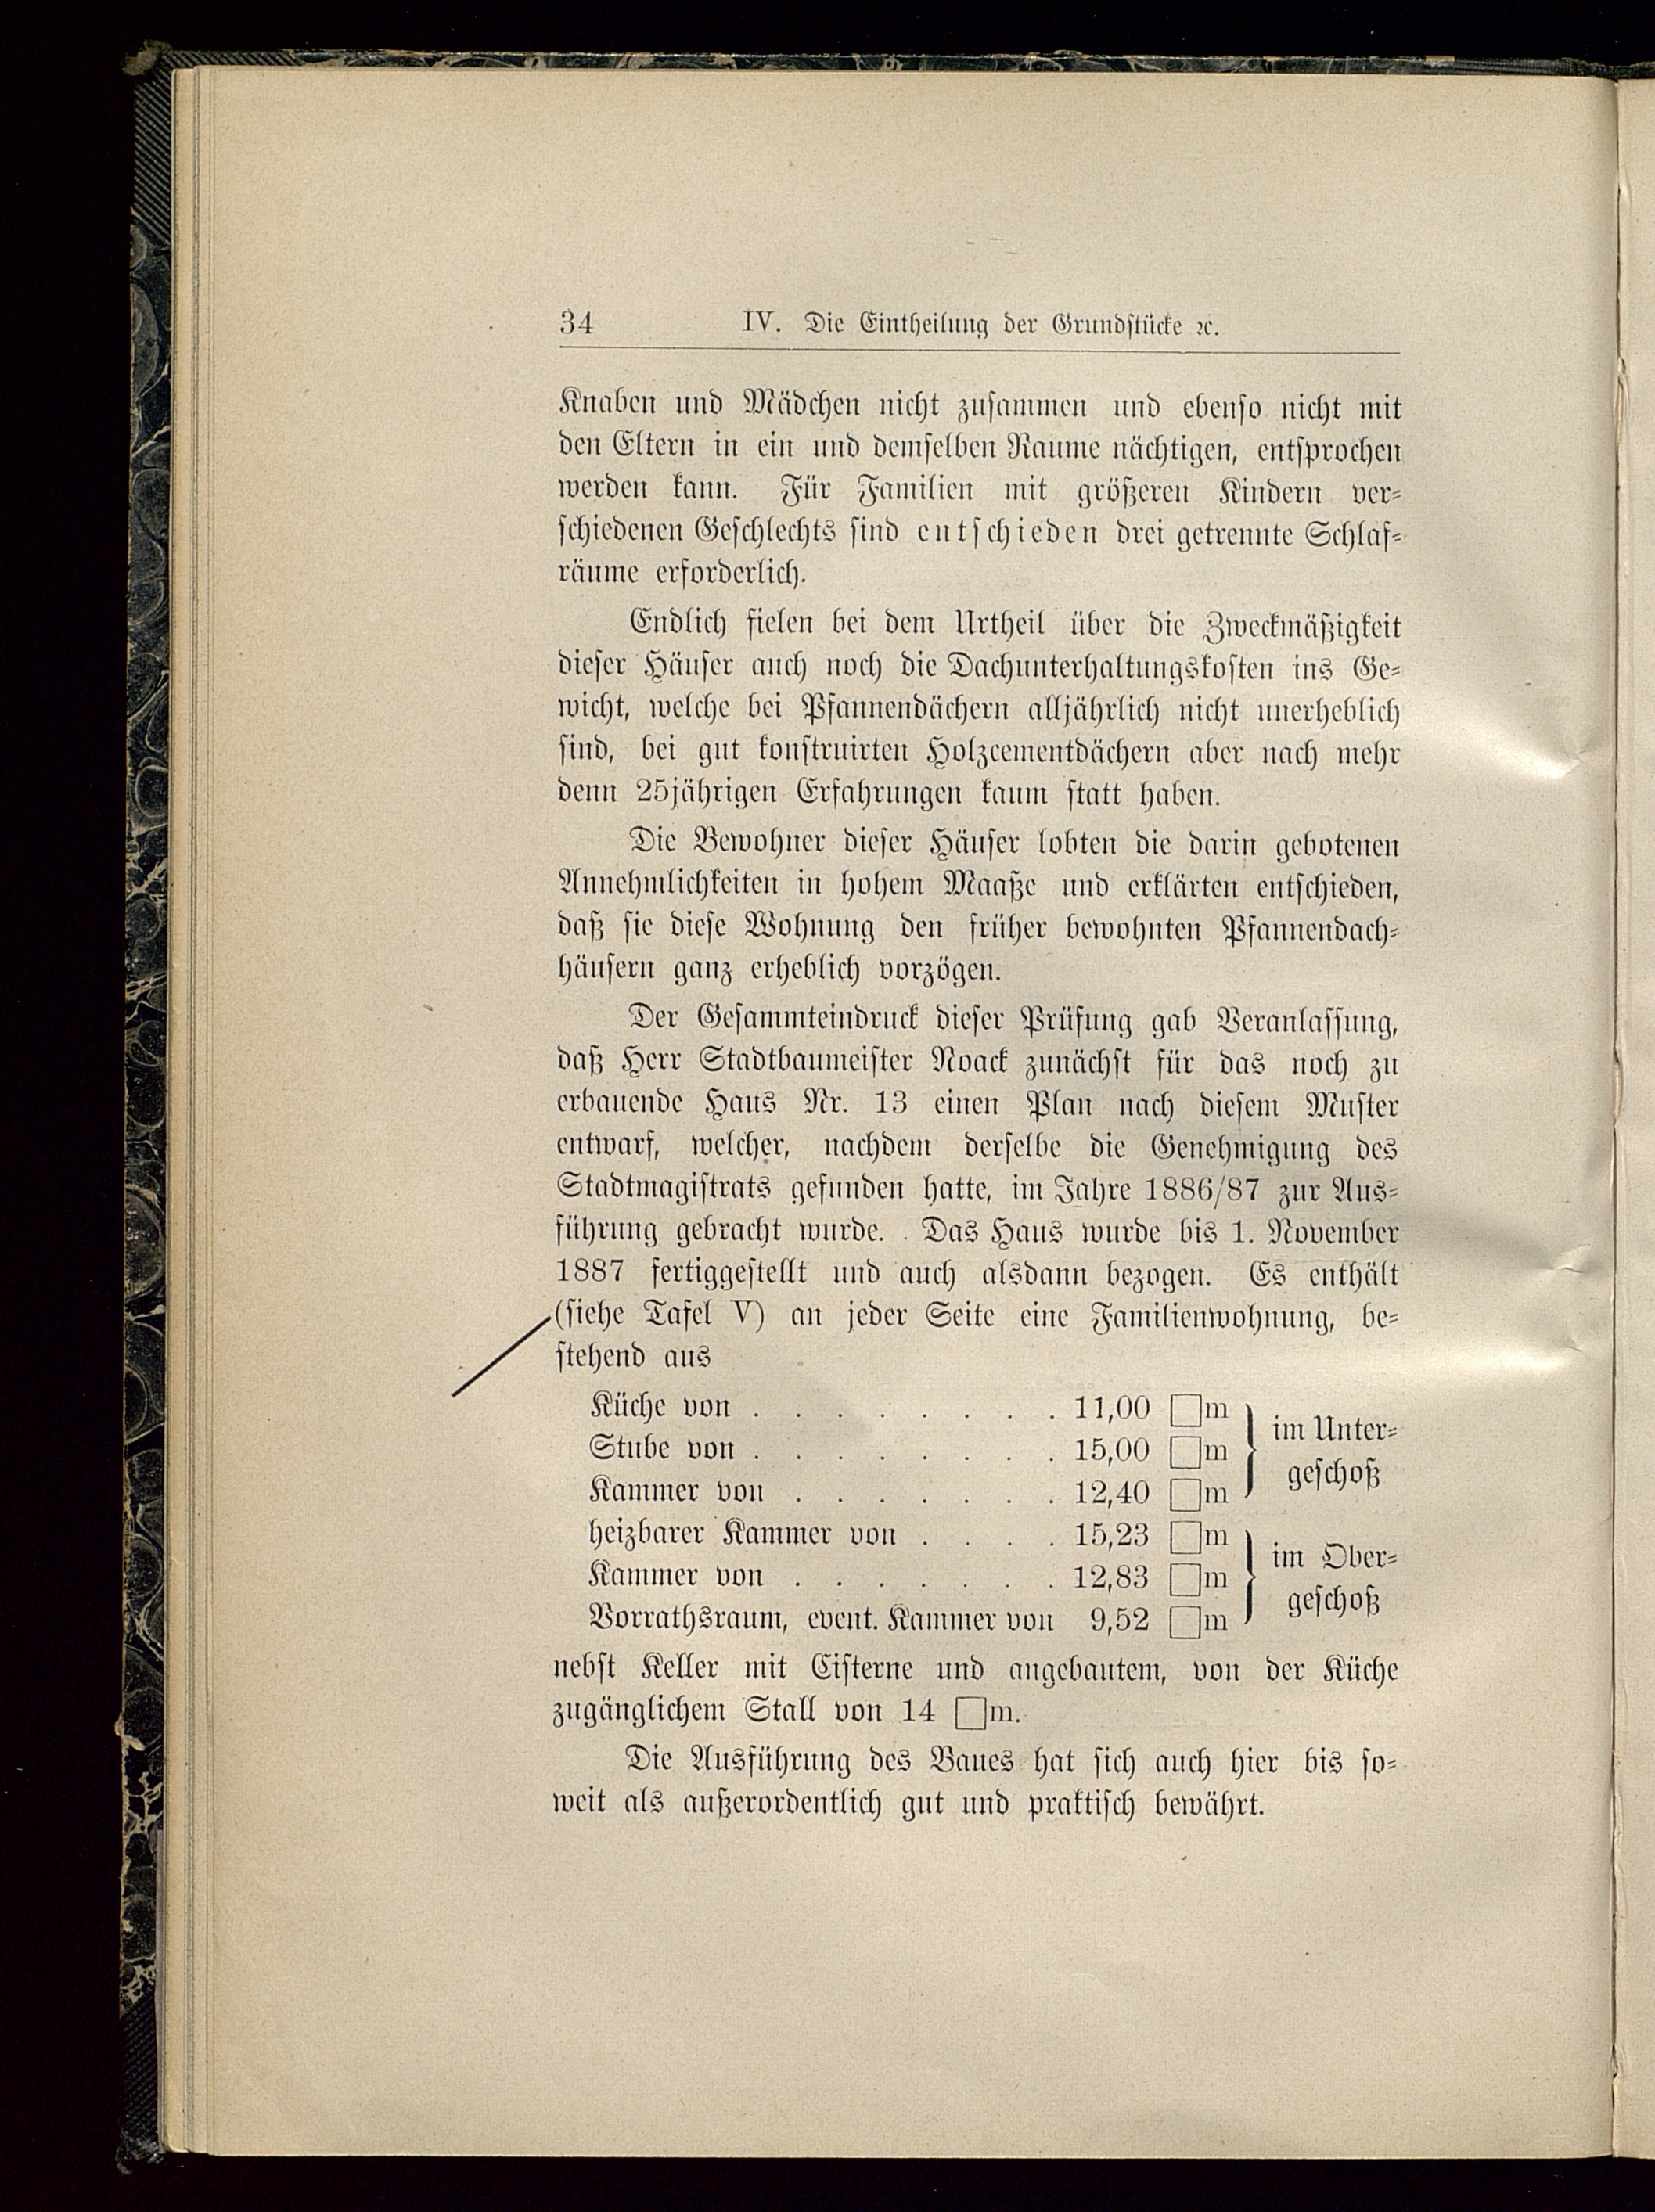 34 IV. Die Eintheilung der Grundstücke ꝛc.
Knaben und Mädchen nicht zusammen und ebenso nicht mit
den Eltern in ein und demselben Raume nächtigen, entsprochen
werden kann. Für Familien mit größeren Kindern ver-
schiedenen Geschlechts sind entschieden drei getrennte Schlaf-
räume erforderlich.
Endlich fielen bei dem Urtheil über die Zweckmäßigkeit
dieser Häuser auch noch die Dachunterhaltungskosten ins Ge-
wicht, welche bei Pfannendächern alljährlich nicht unerheblich
sind, bei gut konstruirten Holzcementdächern aber nach mehr
denn 25jährigen Erfahrungen kaum statt haben.
Die Bewohner dieser Häuser lobten die darin gebotenen
Annehmlichkeiten in hohem Maaße und erklärten entschieden,
daß sie diese Wohnung den früher bewohnten Pfannendach-
häusern ganz erheblich vorzögen.
Der Gesammteindruck dieser Prüfung gab Veranlassung,
daß Herr Stadtbaumeister Noack zunächst für das noch zu
erbauende Haus Nr. 13 einen Plan nach diesem Muster
entwarf, welcher, nachdem derselbe die Genehmigung des
Stadtmagistrats gefunden hatte, im Jahre 1886/87 zur Aus-
führung gebracht wurde. Das Haus wurde bis 1. November
1887 fertiggestellt und auch alsdann bezogen. Es enthält
(siehe Tafel V) an jeder Seite eine Familienwohnung, be-
stehend aus
Küche von . . . . . . . . 11,00 □m
Stube von . . . . . . . . 15,00 □m
Kammer von . . . . . . . 12,40 □m
im Unter-
geschoß
heizbarer Kammer von . . . . 15,23 □m
Kammer von . . . . . . . 12,83 □m
Vorrathsraum, event. Kammer von 9,52 □m
im Ober-
geschoß
nebst Keller mit Cisterne und angebautem, von der Küche
zugänglichem Stall von 14 □m.
Die Ausführung des Baues hat sich auch hier bis so-
weit als außerordentlich gut und praktisch bewährt.